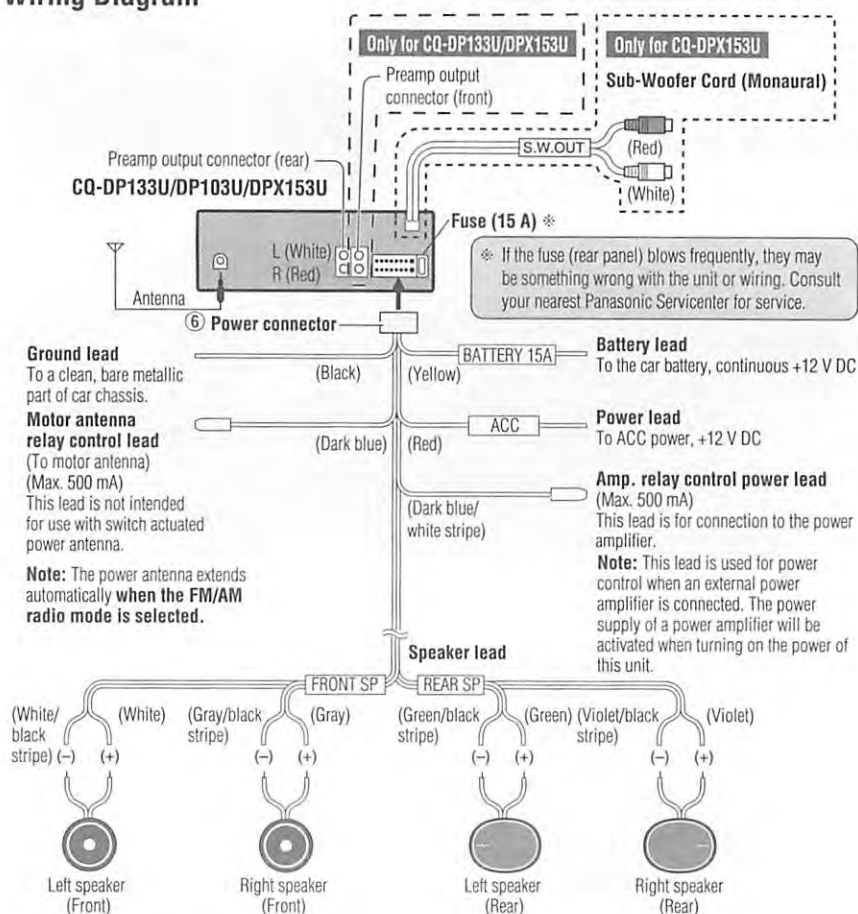 Wiring Diagram
Only for CQ-DP133U/DPX153U
Only for CQ-DPX153U
Preamp output
connector (front)
Sub-Woofer Cord (Monaural)
S.W.OUT
(Red)
(White)
Preamp output connector (rear)
CQ-DP133U/DP103U/DPX153U
Fuse (15 A) ※
L (White)
R (Red)
※ If the fuse (rear panel) blows frequently, they may
be something wrong with the unit or wiring. Consult
your nearest Panasonic Servicenter for service.
Antenna
⑥ Power connector
Ground lead
To a clean, bare metallic
part of car chassis.
(Black)
(Yellow)
BATTERY 15A
Battery lead
To the car battery, continuous +12 V DC
Motor antenna
relay control lead
(To motor antenna)
(Max. 500 mA)
This lead is not intended
for use with switch actuated
power antenna.
Note: The power antenna extends
automatically when the FM/AM
radio mode is selected.
(Dark blue)
(Red)
ACC
Power lead
To ACC power, +12 V DC
(Dark blue/
white stripe)
Amp. relay control power lead
(Max. 500 mA)
This lead is for connection to the power
amplifier.
Note: This lead is used for power
control when an external power
amplifier is connected. The power
supply of a power amplifier will be
activated when turning on the power of
this unit.
Speaker lead
FRONT SP
REAR SP
(White/
black
stripe)
(White)
(Gray/black
stripe)
(Gray)
(Green/black
stripe)
(Green)
(Violet/black
stripe)
(Violet)
(−) (+)
(−) (+)
(−) (+)
(−) (+)
Left speaker
(Front)
Right speaker
(Front)
Left speaker
(Rear)
Right speaker
(Rear)